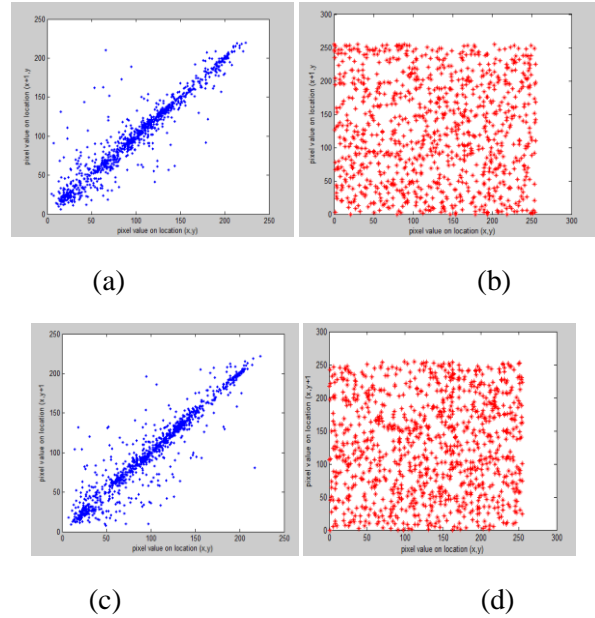 250
200
150
100
50
0
pixel value on location (x+1,y
0 50 100 150 200 250
pixel value on location (x,y)
300
250
200
150
100
50
0
pixel value on location (x+1,y
0 50 100 150 200 250 300
pixel value on location (x,y)
(a) (b)
250
200
150
100
50
0
pixel value on location (x,y+1
0 50 100 150 200 250
pixel value on location (x,y)
300
250
200
150
100
50
0
pixel value on location (x,y+1
0 50 100 150 200 250 300
pixel value on location (x,y)
(c) (d)